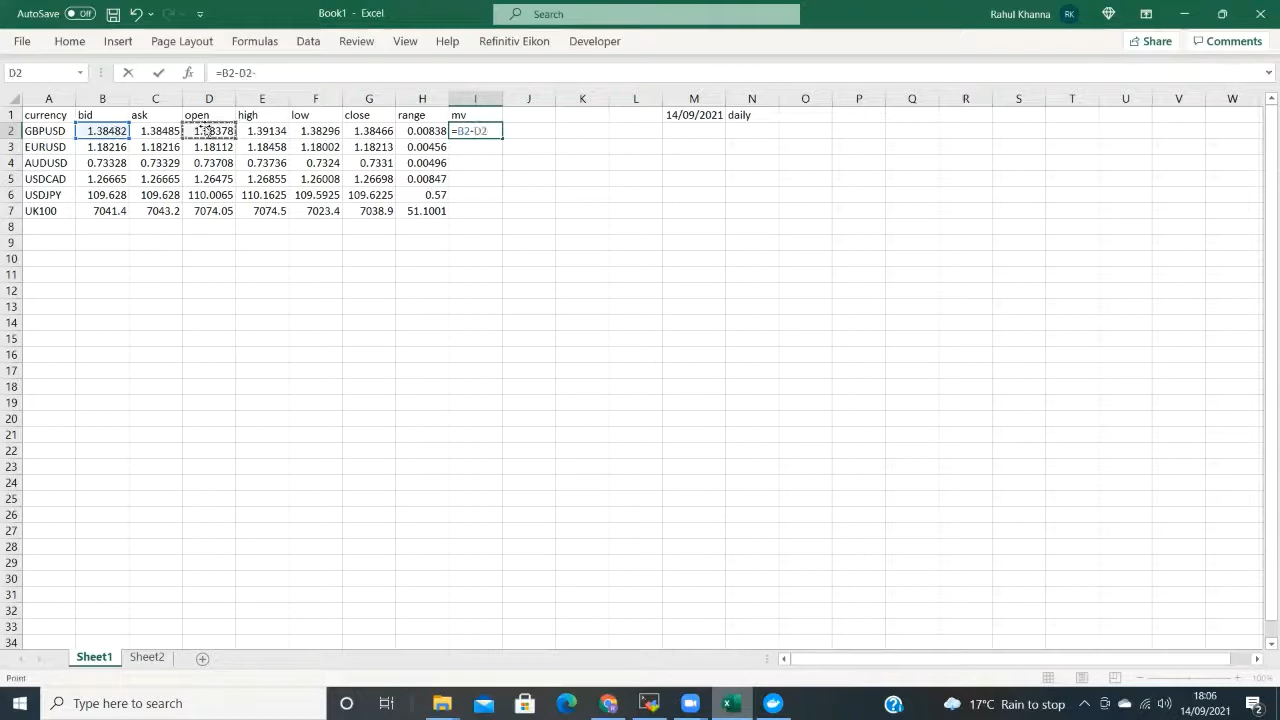 AutoSave Off Book1 - Excel Search Rahul Khanna RK
File Home Insert Page Layout Formulas Data Review View Help Refinitiv Eikon Developer Share Comments
D2 fx =B2-D2-
A B C D E F G H I J K L M N O P Q R S T U V W
1 currency bid ask open high low close range mv 14/09/2021 daily
2 GBPUSD 1.38482 1.38485 1.38378 1.39134 1.38296 1.38466 0.00838 =B2-D2
3 EURUSD 1.18216 1.18216 1.18112 1.18458 1.18002 1.18213 0.00456
4 AUDUSD 0.73328 0.73329 0.73708 0.73736 0.7324 0.7331 0.00496
5 USDCAD 1.26665 1.26665 1.26475 1.26855 1.26008 1.26698 0.00847
6 USDJPY 109.628 109.628 110.0065 110.1625 109.5925 109.6225 0.57
7 UK100 7041.4 7043.2 7074.05 7074.5 7023.4 7038.9 51.1001
8
9
10
11
12
13
14
15
16
17
18
19
20
21
22
23
24
25
26
27
28
29
30
31
32
33
34
Sheet1 Sheet2
Point 100%
Type here to search 17°C Rain to stop 18:06
14/09/2021 2